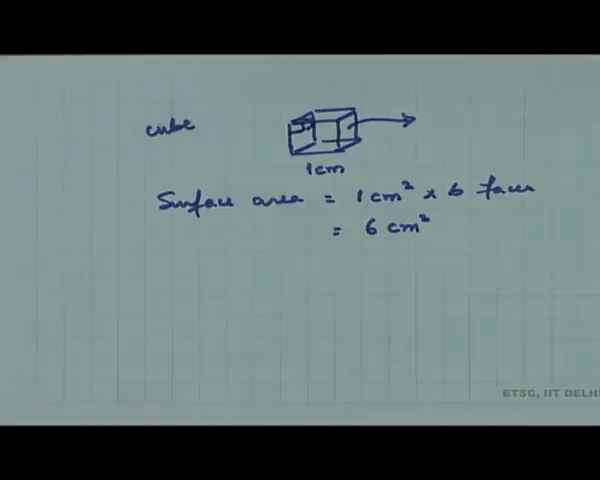 cube
1cm
Surface area = 1 cm² × 6 faces
= 6 cm²
ETSC, IIT DELHI